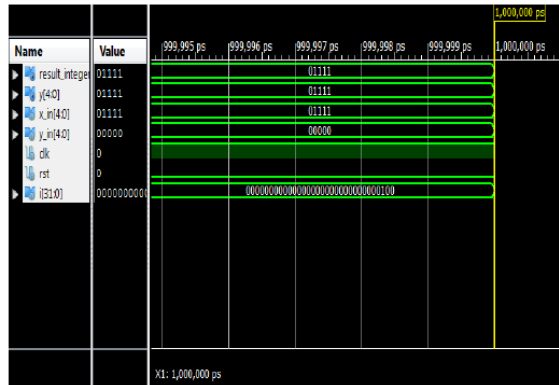 1,000,000 ps
Name Value 999,995 ps 999,996 ps 999,997 ps 999,998 ps 999,999 ps 1,000,000 ps
result_integer 01111 01111
y[4:0] 01111 01111
x_in[4:0] 01111 01111
y_in[4:0] 00000 00000
clk 0
rst 0
i[31:0] 0000000000 00000000000000000000000000000100
X1: 1,000,000 ps